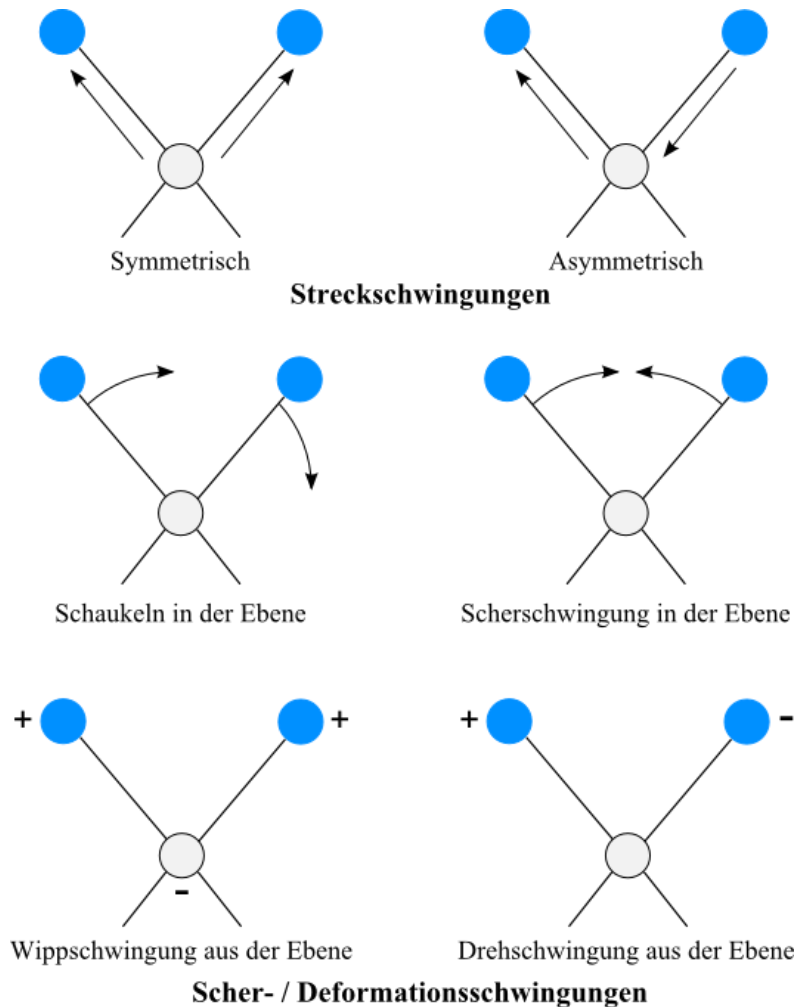 Symmetrisch
Asymmetrisch
Streckschwingungen
Schaukeln in der Ebene
Scherschwingung in der Ebene
+ +
+ -
-
Wippschwingung aus der Ebene
Drehschwingung aus der Ebene
Scher- / Deformationsschwingungen